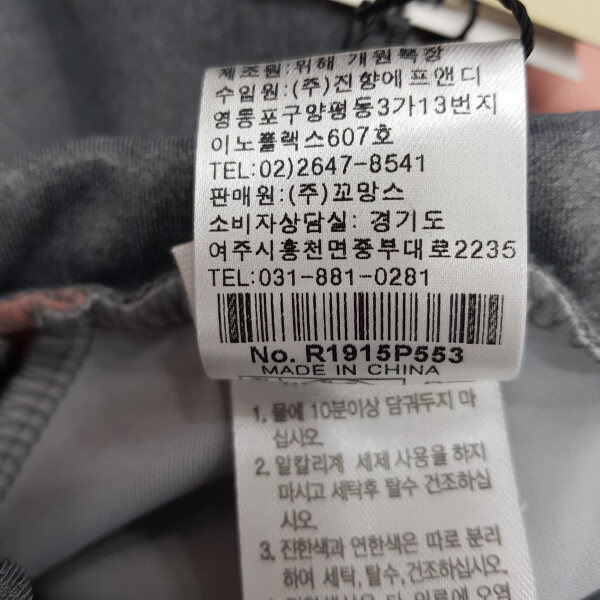 제조원:위해 개원복장
수입원:(주)진향에프앤디
영등포구양평동3가13번지
이노플렉스607호
TEL:02)2647-8541
판매원:(주)꼬망스
소비자상담실: 경기도
여주시흥천면중부대로2235
TEL:031-881-0281
No. R1915P553
MADE IN CHINA
1. 물에 10분이상 담궈두지 마
십시오.
2. 알칼리계 세제 사용을 하지
마시고 세탁후 탈수 건조하십
시오.
3. 진한색과 연한색은 따로 분리
하여 세탁,탈수,건조하십시오.